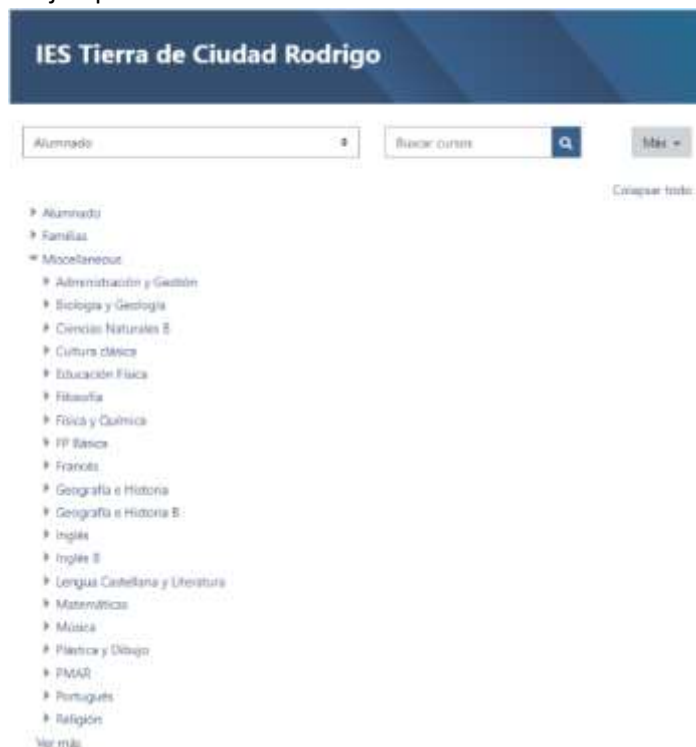 IES Tierra de Ciudad Rodrigo
Alumnado
Buscar cursos
Más
Colapsar todo
Alumnado
Familias
Miscellaneous
Administración y Gestión
Biología y Geología
Ciencias Naturales B
Cultura clásica
Educación Física
Filosofía
Física y Química
FP Básica
Francés
Geografía e Historia
Geografía e Historia B
Inglés
Inglés B
Lengua Castellana y Literatura
Matemáticas
Música
Plástica y Dibujo
PMAR
Portugués
Religión
Ver más